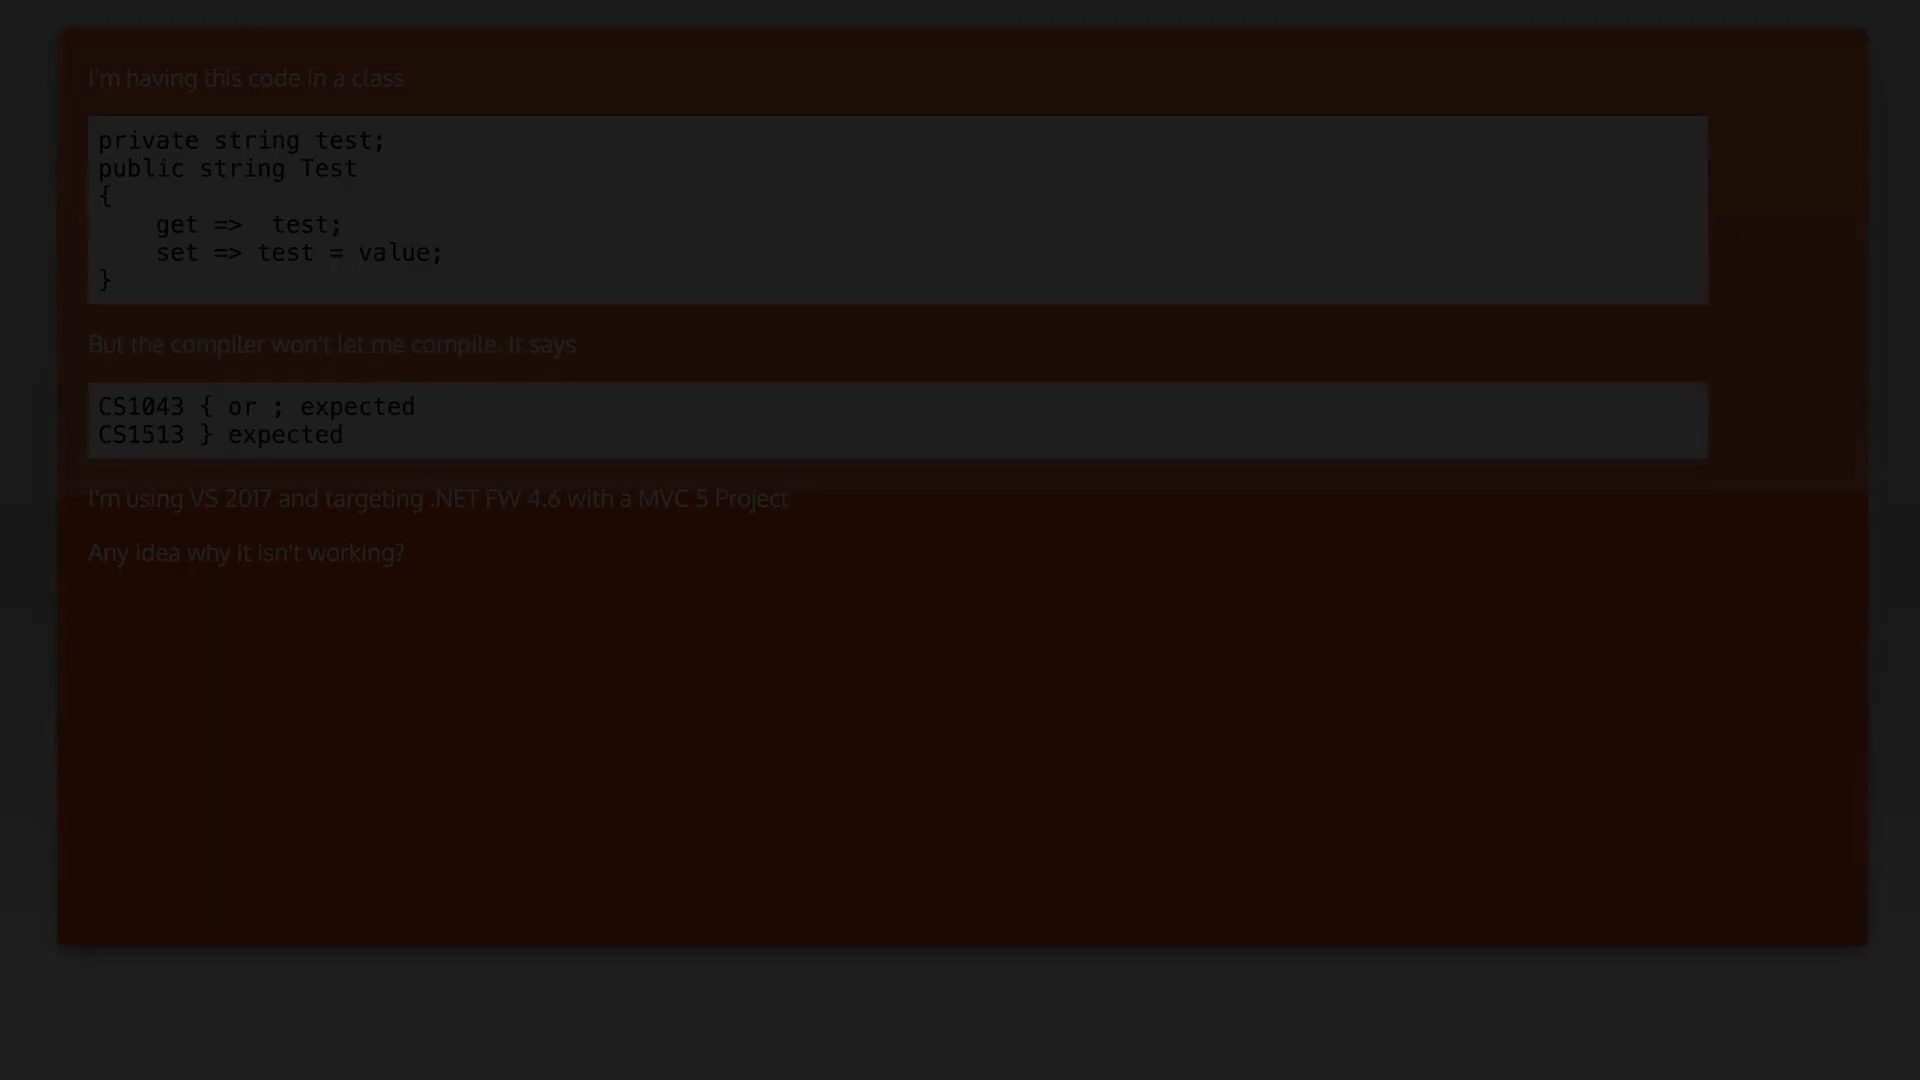 I'm having this code in a class
private string test;
public string Test
{
    get =>  test;
    set => test = value;
}
But the compiler won't let me compile. It says
CS1043 { or ; expected
CS1513 } expected
I'm using VS 2017 and targeting .NET FW 4.6 with a MVC 5 Project
Any idea why it isn't working?